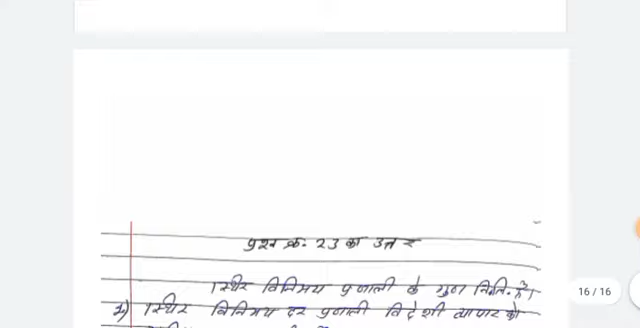 प्रश्न क्र. 23 का उत्तर
स्थिर विनिमय प्रणाली के गुण निम्नलि. है।
1) स्थिर विनिमय दर प्रणाली विदेशी व्यापार को
16 / 16